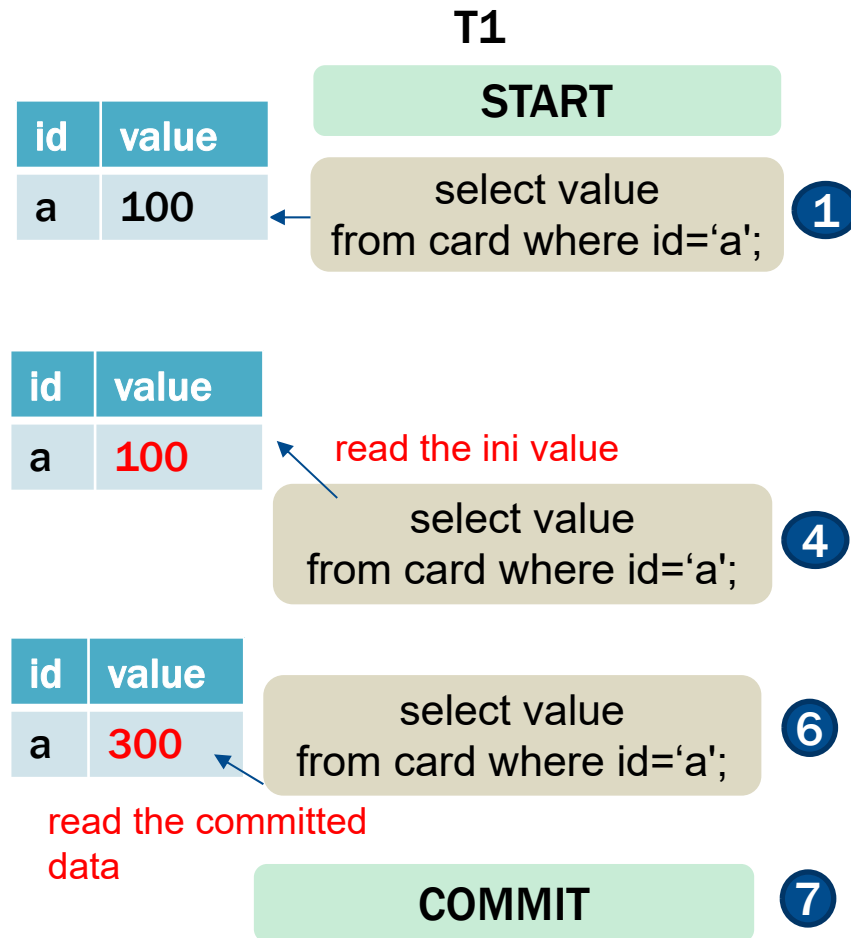 T1
START
id value
a 100
select value
from card where id=‘a';
1
id value
a 100
read the ini value
select value
from card where id=‘a';
4
id value
a 300
select value
from card where id=‘a';
6
read the committed
data
COMMIT
7